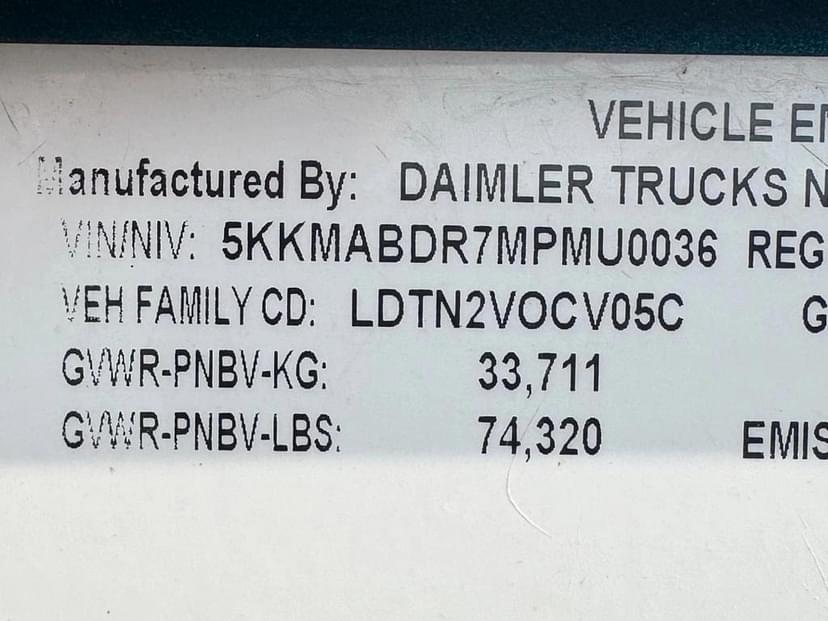 VEHICLE E
Manufactured By: DAIMLER TRUCKS N
VIN/NIV: 5KKMABDR7MPMU0036 REG
VEH FAMILY CD: LDTN2VOCV05C G
GVWR-PNBV-KG: 33,711
GVWR-PNBV-LBS: 74,320 EMIS